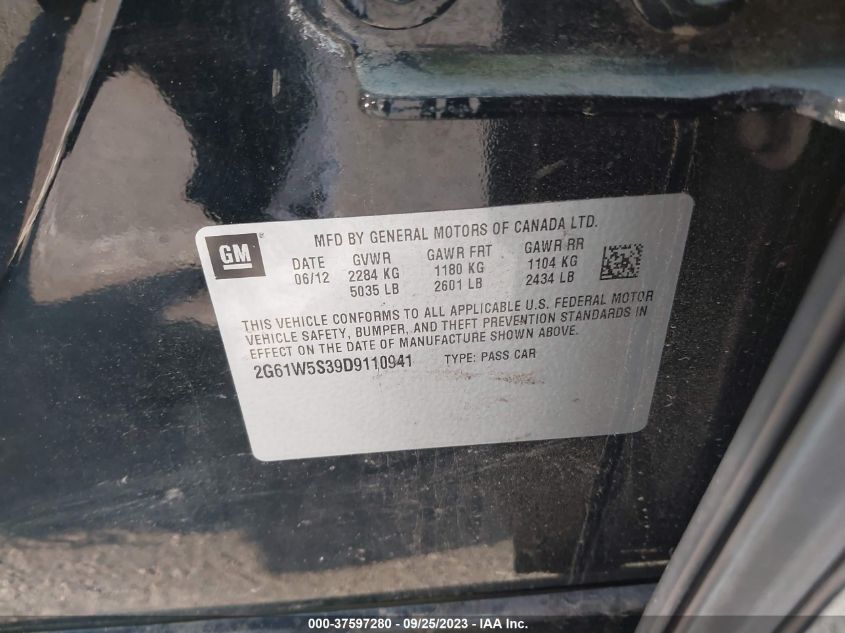 GM ®
MFD BY GENERAL MOTORS OF CANADA LTD.
DATE GVWR GAWR FRT GAWR RR
06/12 2284 KG 1180 KG 1104 KG
5035 LB 2601 LB 2434 LB
THIS VEHICLE CONFORMS TO ALL APPLICABLE U.S. FEDERAL MOTOR
VEHICLE SAFETY, BUMPER, AND THEFT PREVENTION STANDARDS IN
EFFECT ON THE DATE OF MANUFACTURE SHOWN ABOVE.
2G61W5S39D9110941 TYPE: PASS CAR
000-37597280 - 09/25/2023 - IAAI Inc.